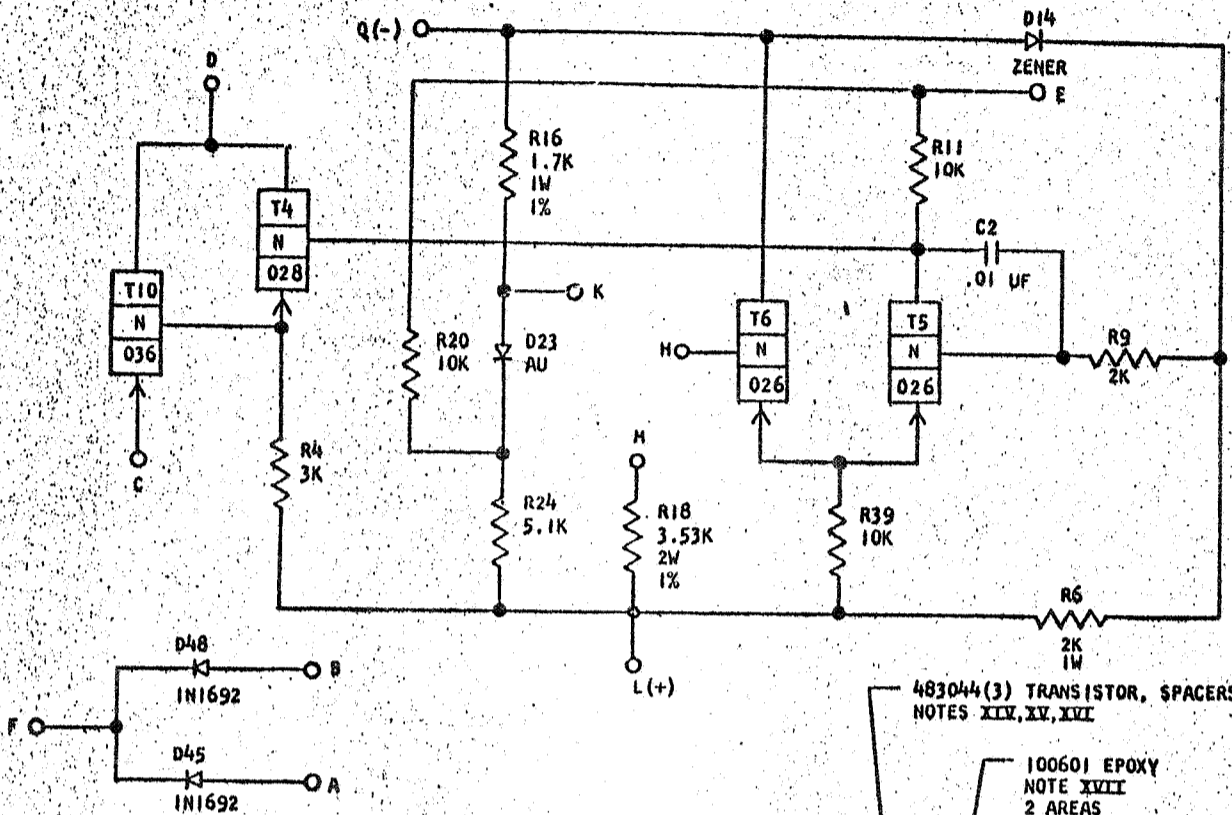 Q(-)
D14
ZENER
E
D
R16
1.7K
1W
1%
R11
10K
T4
N
028
C2
.01 UF
K
T10
N
036
T6
N
026
T5
N
026
R20
10K
D23
AU
H
R9
2K
C
R4
3K
M
R24
5.1K
R18
3.53K
2W
1%
R39
10K
R6
2K
1W
L(+)
D48
1N1692
B
F
D45
1N1692
A
483044(3) TRANSISTOR, SPACERS
NOTES XIV, XV, XVI
100601 EPOXY
NOTE XVII
2 AREAS